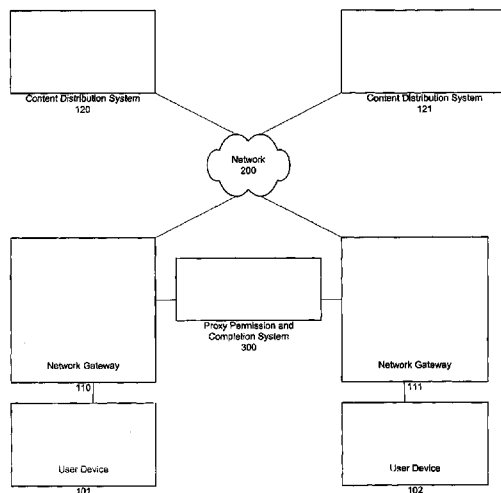 Content Distribution System
120
Content Distribution System
121
Network
200
Proxy Permission and
Completion System
300
Network Gateway
110
Network Gateway
111
User Device
101
User Device
102